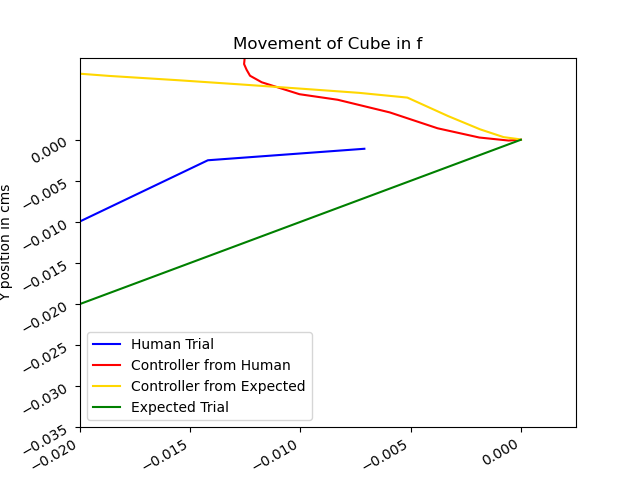 Movement of Cube in f
Y position in cms
0.000
−0.005
−0.010
−0.015
−0.020
−0.025
−0.030
−0.035
−0.020
−0.015
−0.010
−0.005
0.000
Human Trial
Controller from Human
Controller from Expected
Expected Trial